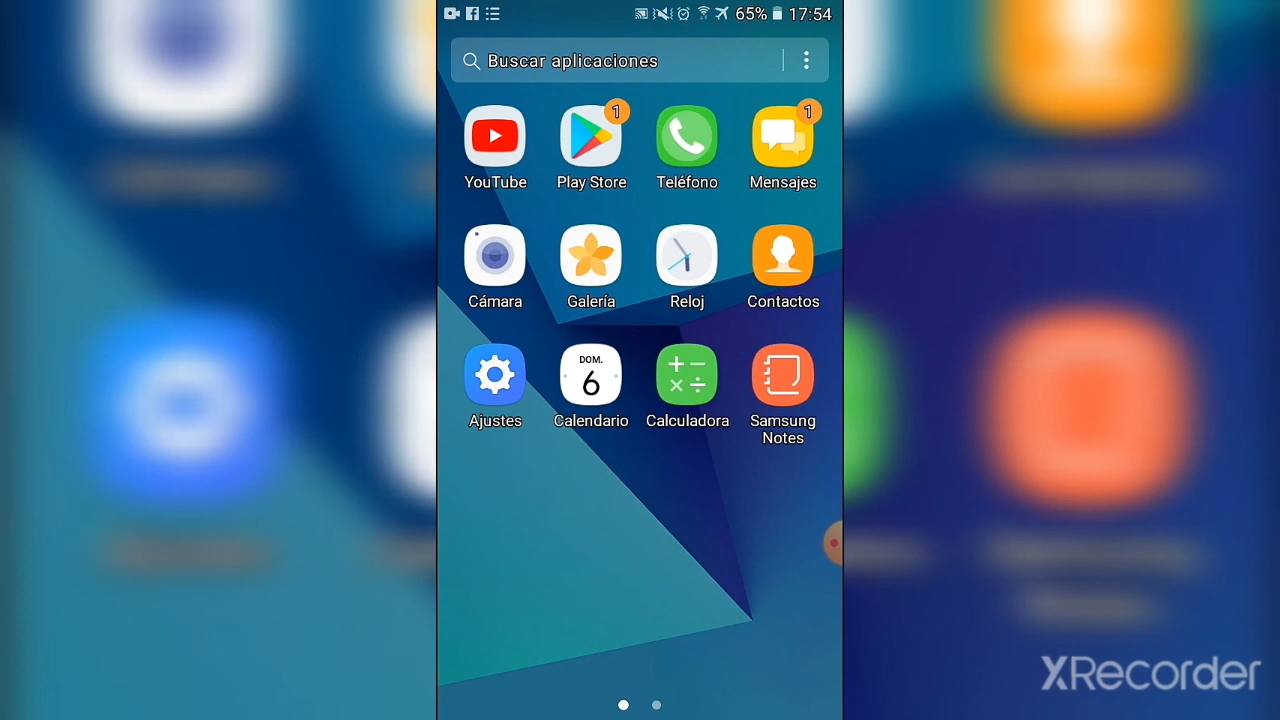 65% 17:54
Buscar aplicaciones
1
1
YouTube
Play Store
Teléfono
Mensajes
Cámara
Galería
Reloj
Contactos
DOM.
6
Ajustes
Calendario
Calculadora
Samsung
Notes
XRecorder